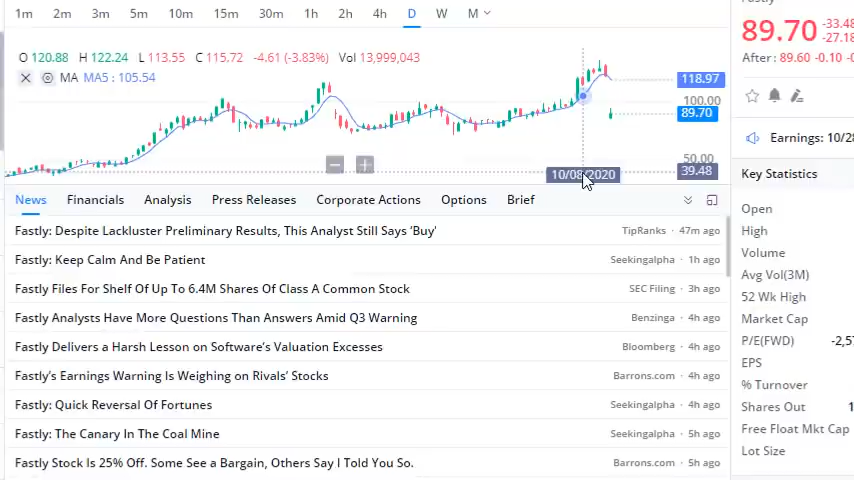 1m 2m 3m 5m 10m 15m 30m 1h 2h 4h D W M
O 120.88 H 122.24 L 113.55 C 115.72 -4.61 (-3.83%) Vol 13,999,043
MA MA5 : 105.54
118.97
100.00
89.70
50.00
39.48
10/08/2020
News Financials Analysis Press Releases Corporate Actions Options Brief
Fastly: Despite Lackluster Preliminary Results, This Analyst Still Says 'Buy' TipRanks · 47m ago
Fastly: Keep Calm And Be Patient Seekingalpha · 1h ago
Fastly Files For Shelf Of Up To 6.4M Shares Of Class A Common Stock SEC Filing · 3h ago
Fastly Analysts Have More Questions Than Answers Amid Q3 Warning Benzinga · 4h ago
Fastly Delivers a Harsh Lesson on Software's Valuation Excesses Bloomberg · 4h ago
Fastly's Earnings Warning Is Weighing on Rivals' Stocks Barrons.com · 4h ago
Fastly: Quick Reversal Of Fortunes Seekingalpha · 4h ago
Fastly: The Canary In The Coal Mine Seekingalpha · 5h ago
Fastly Stock Is 25% Off. Some See a Bargain, Others Say I Told You So. Barrons.com · 5h ago
89.70 -33.48
-27.18
After : 89.60 -0.10 -0
Earnings: 10/28
Key Statistics
Open
High
Volume
Avg Vol(3M)
52 Wk High
Market Cap
P/E(FWD) -2,57
EPS
% Turnover
Shares Out 1
Free Float Mkt Cap
Lot Size